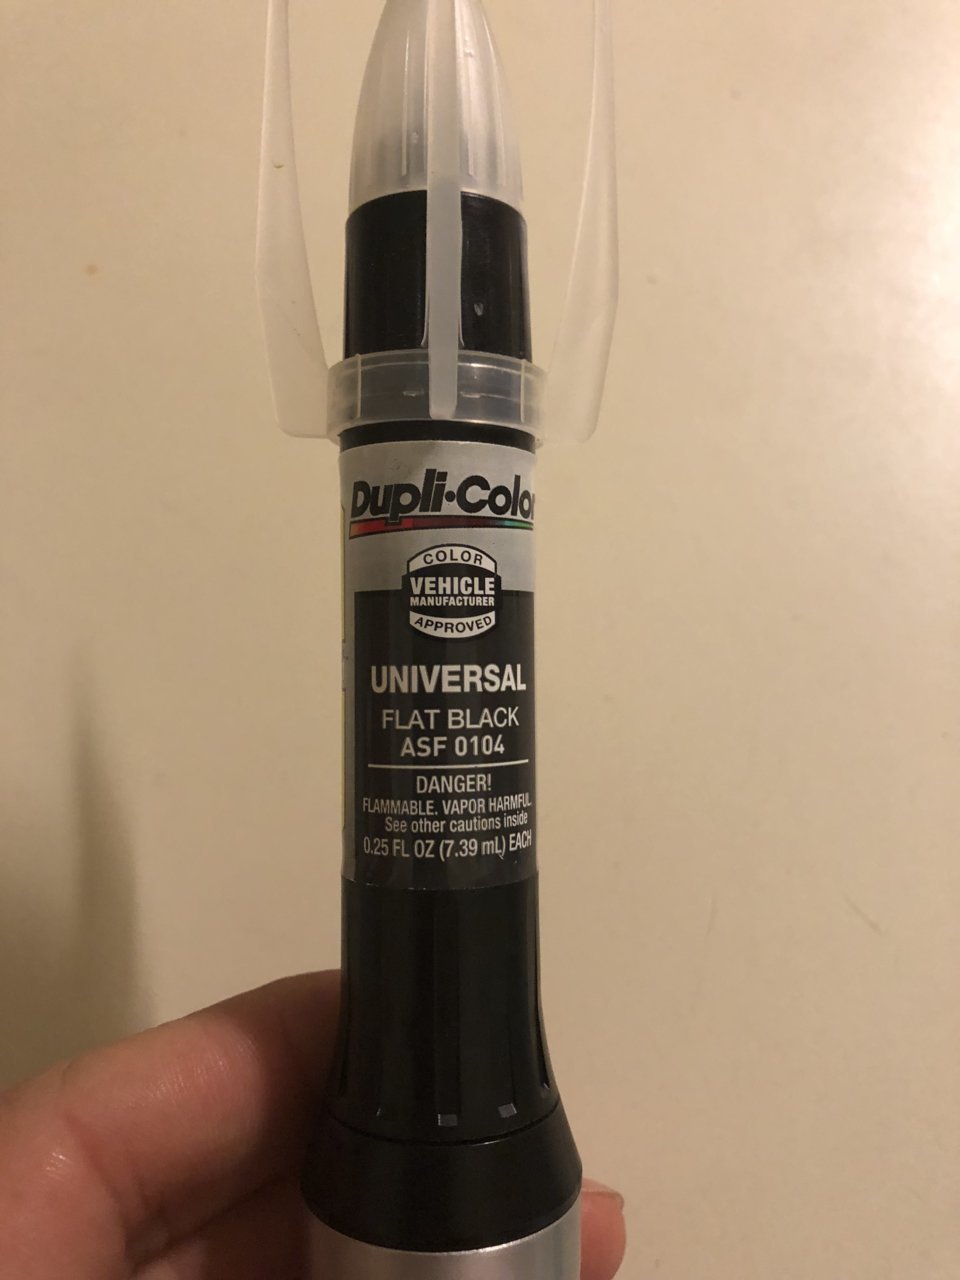 Dupli-Color
COLOR
VEHICLE
MANUFACTURER
APPROVED
UNIVERSAL
FLAT BLACK
ASF 0104
DANGER!
FLAMMABLE. VAPOR HARMFUL.
See other cautions inside
0.25 FL OZ (7.39 mL) EACH